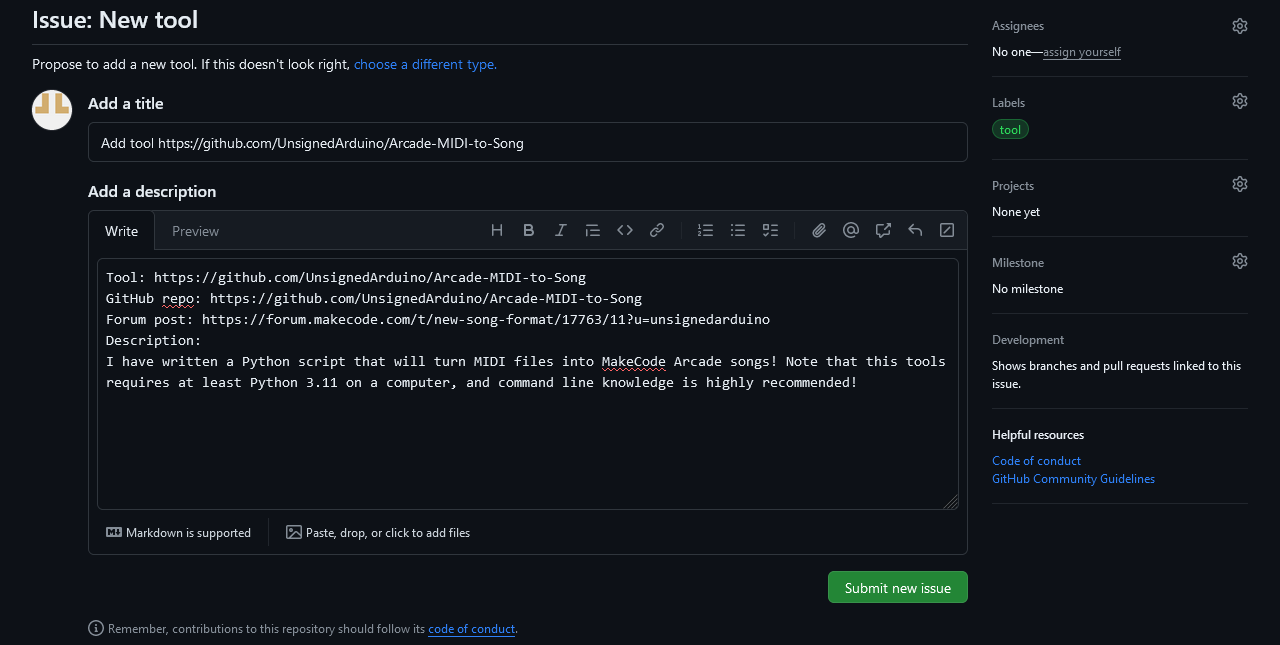 Issue: New tool
Propose to add a new tool. If this doesn't look right, choose a different type.
Add a title
Add tool https://github.com/UnsignedArduino/Arcade-MIDI-to-Song
Add a description
Write
Preview
Tool: https://github.com/UnsignedArduino/Arcade-MIDI-to-Song
GitHub repo: https://github.com/UnsignedArduino/Arcade-MIDI-to-Song
Forum post: https://forum.makecode.com/t/new-song-format/17763/11?u=unsignedarduino
Description:
I have written a Python script that will turn MIDI files into MakeCode Arcade songs! Note that this tools
requires at least Python 3.11 on a computer, and command line knowledge is highly recommended!
Markdown is supported
Paste, drop, or click to add files
Submit new issue
Remember, contributions to this repository should follow its code of conduct.
Assignees
No one—assign yourself
Labels
tool
Projects
None yet
Milestone
No milestone
Development
Shows branches and pull requests linked to this
issue.
Helpful resources
Code of conduct
GitHub Community Guidelines